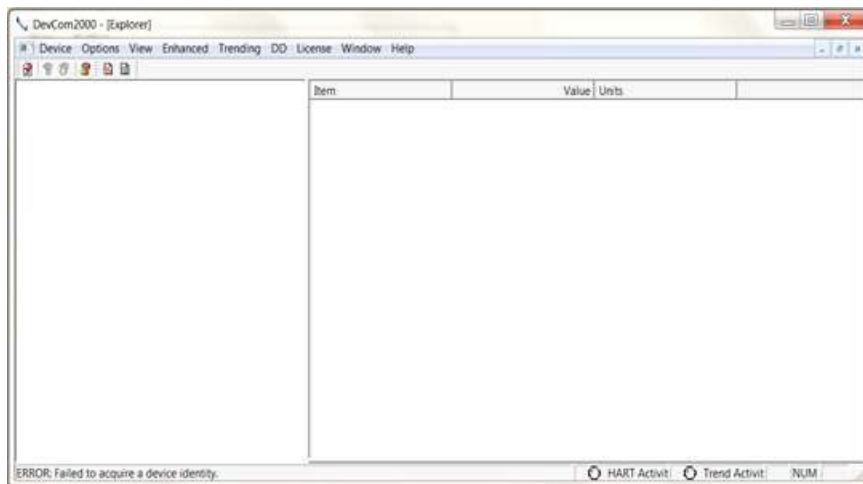 DevCom2000 - [Explorer]
Device Options View Enhanced Trending DD License Window Help
Item Value Units
ERROR: Failed to acquire a device identity. HART Activit Trend Activit NUM